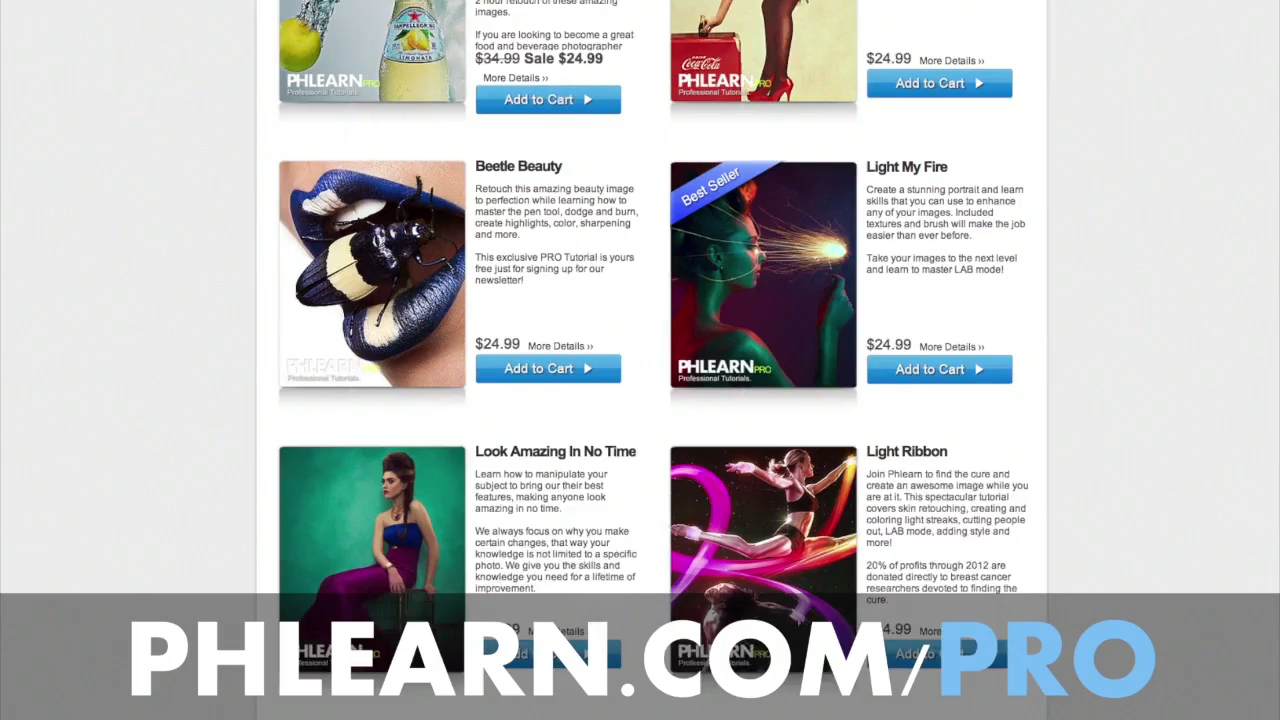 2 hour retouch of these amazing
images.
If you are looking to become a great
food and beverage photographer
$34.99 Sale $24.99
More Details ››
Add to Cart
SANPELLEGRINO
LIMONATA
PHLEARN PRO
Professional Tutorials.
Coca-Cola
PHLEARN PRO
Professional Tutorials.
$24.99 More Details ››
Add to Cart
Beetle Beauty
Retouch this amazing beauty image
to perfection while learning how to
master the pen tool, dodge and burn,
create highlights, color, sharpening
and more.
This exclusive PRO Tutorial is yours
free just for signing up for our
newsletter!
$24.99 More Details ››
Add to Cart
PHLEARN PRO
Professional Tutorials.
Best Seller
PHLEARN PRO
Professional Tutorials.
Light My Fire
Create a stunning portrait and learn
skills that you can use to enhance
any of your images. Included
textures and brush will make the job
easier than ever before.
Take your images to the next level
and learn to master LAB mode!
$24.99 More Details ››
Add to Cart
Look Amazing In No Time
Learn how to manipulate your
subject to bring our their best
features, making anyone look
amazing in no time.
We always focus on why you make
certain changes, that way your
knowledge is not limited to a specific
photo. We give you the skills and
knowledge you need for a lifetime of
improvement.
Light Ribbon
Join Phlearn to find the cure and
create an awesome image while you
are at it. This spectacular tutorial
covers skin retouching, creating and
coloring light streaks, cutting people
out, LAB mode, adding style and
more!
20% of profits through 2012 are
donated directly to breast cancer
researchers devoted to finding the
cure.
PHLEARN.COM/PRO